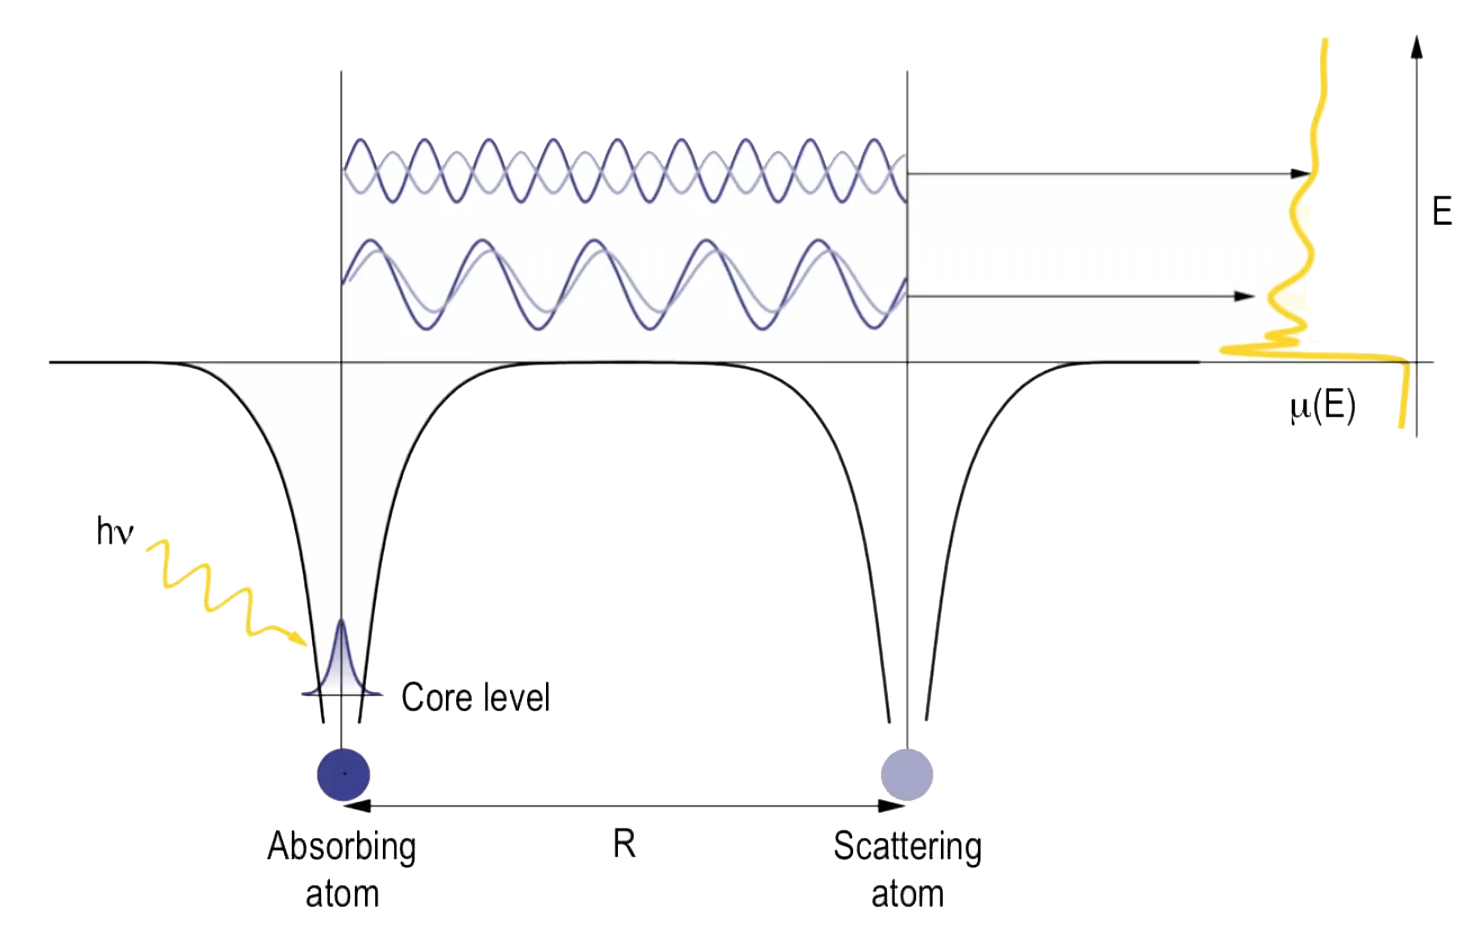 E
μ(E)
hν
Core level
Absorbing
atom
R
Scattering
atom